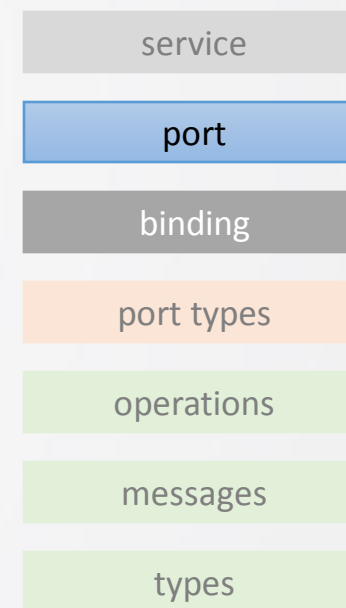 service
port
binding
port types
operations
messages
types